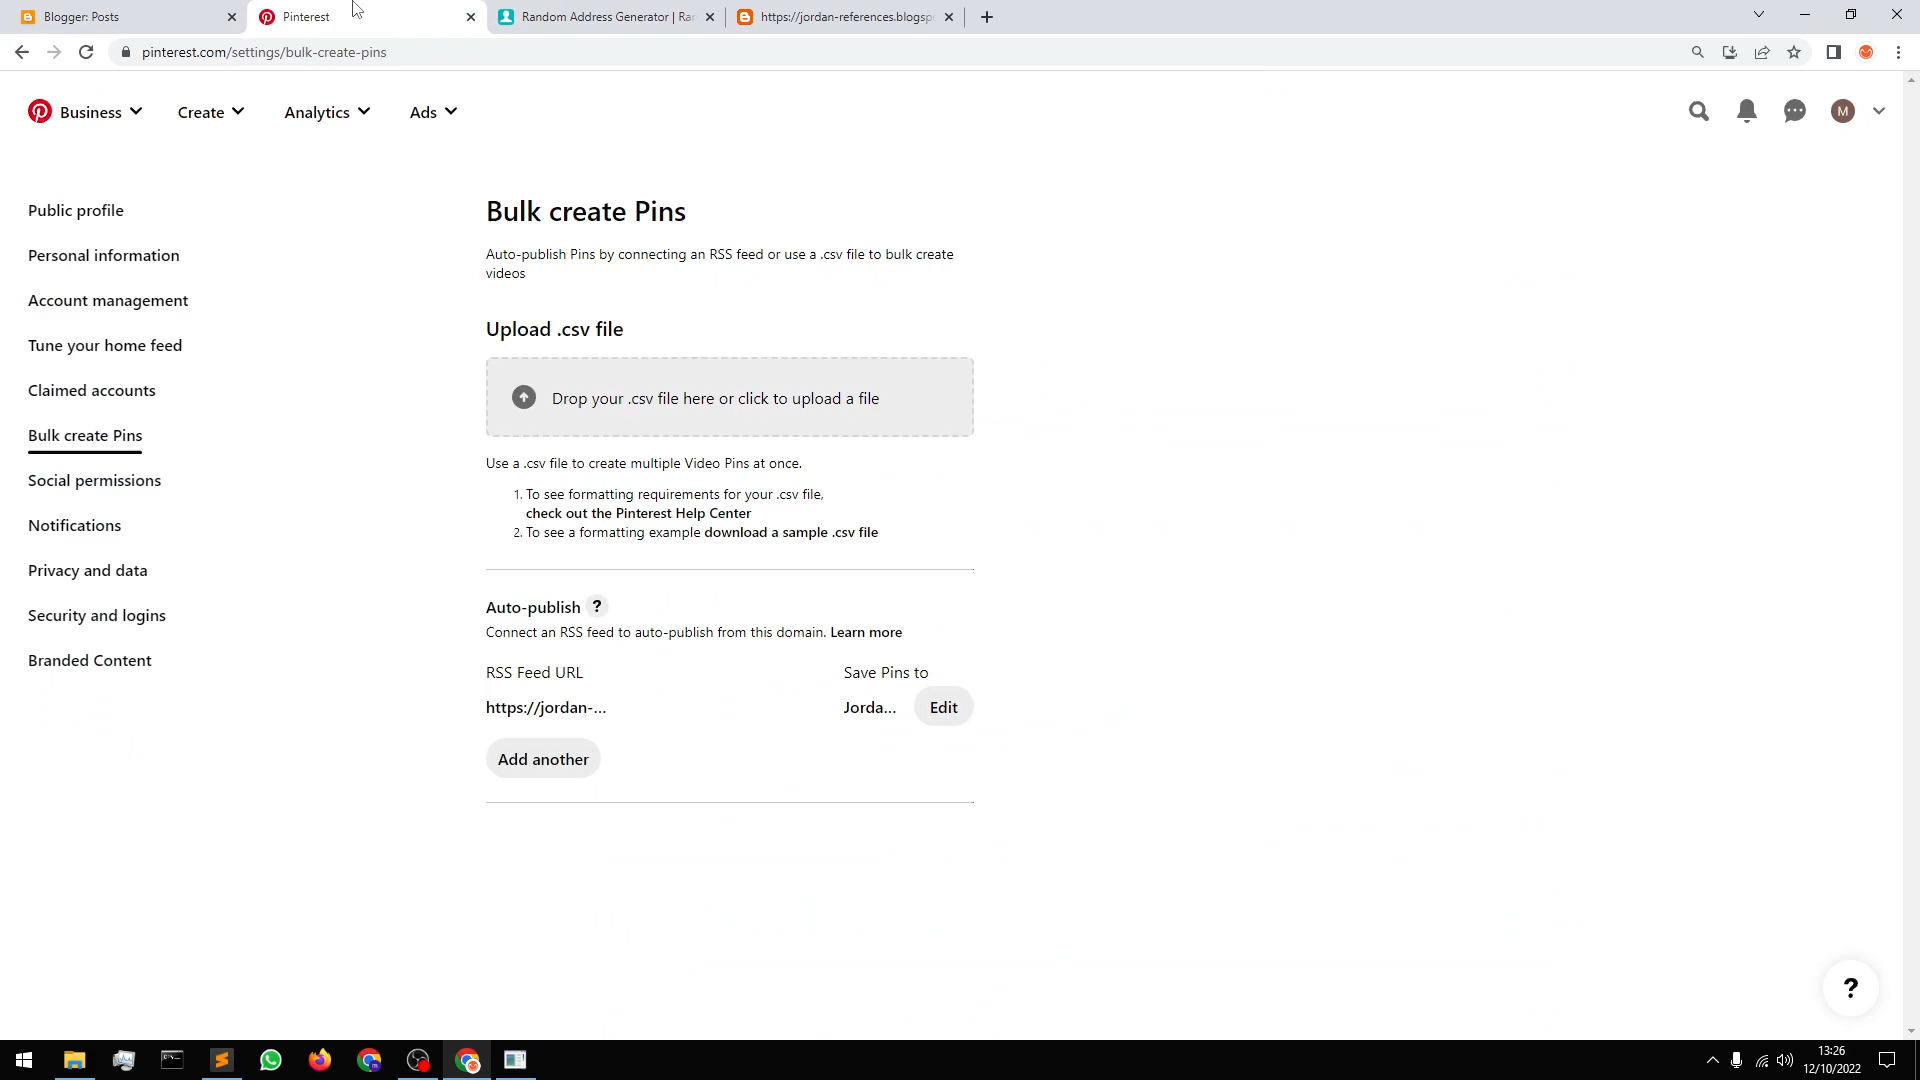 Blogger: Posts
Pinterest
Random Address Generator | Ra
https://jordan-references.blogsp
pinterest.com/settings/bulk-create-pins
Business
Create
Analytics
Ads
M
Public profile
Personal information
Account management
Tune your home feed
Claimed accounts
Bulk create Pins
Social permissions
Notifications
Privacy and data
Security and logins
Branded Content
Bulk create Pins
Auto-publish Pins by connecting an RSS feed or use a .csv file to bulk create
videos
Upload .csv file
Drop your .csv file here or click to upload a file
Use a .csv file to create multiple Video Pins at once.
1. To see formatting requirements for your .csv file,
check out the Pinterest Help Center
2. To see a formatting example download a sample .csv file
Auto-publish ?
Connect an RSS feed to auto-publish from this domain. Learn more
RSS Feed URL
Save Pins to
https://jordan-...
Jorda...
Edit
Add another
?
13:26
12/10/2022